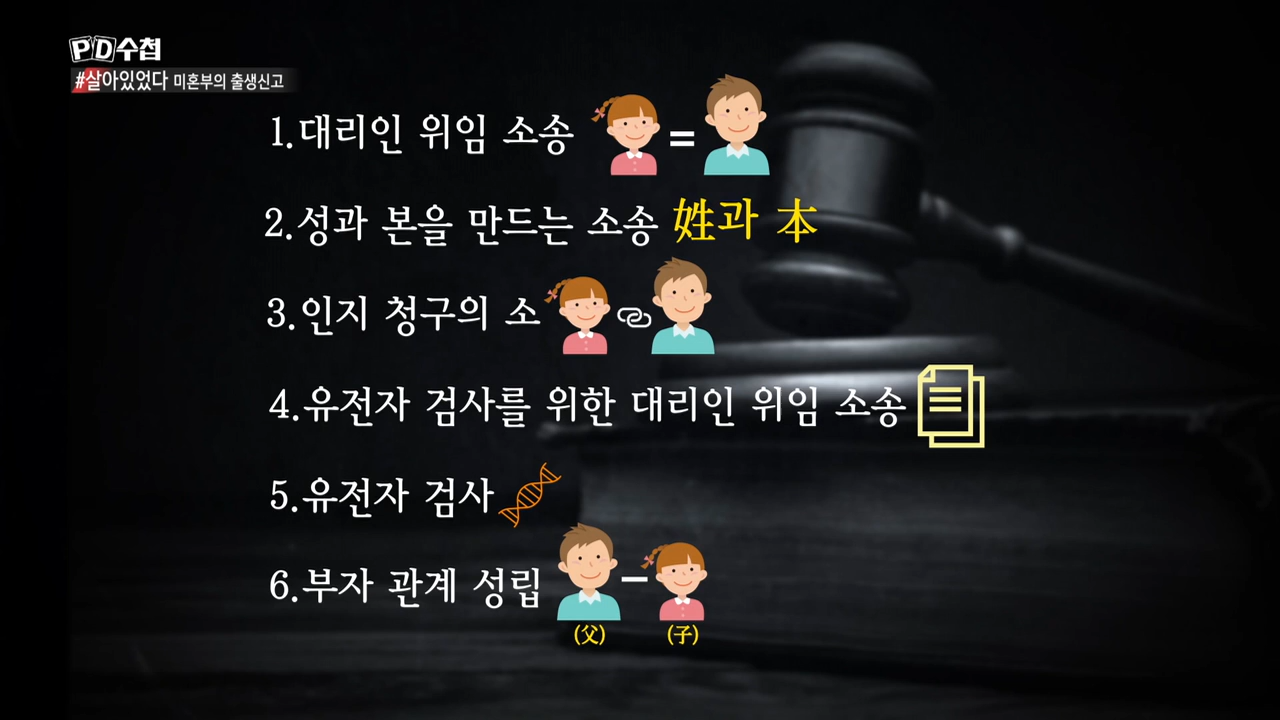 PD수첩
#살아있었다 미혼부의 출생신고
1.대리인 위임 소송 =
2.성과 본을 만드는 소송 姓과 本
3.인지 청구의 소
4.유전자 검사를 위한 대리인 위임 소송
5.유전자 검사
6.부자 관계 성립 –
(父) (子)